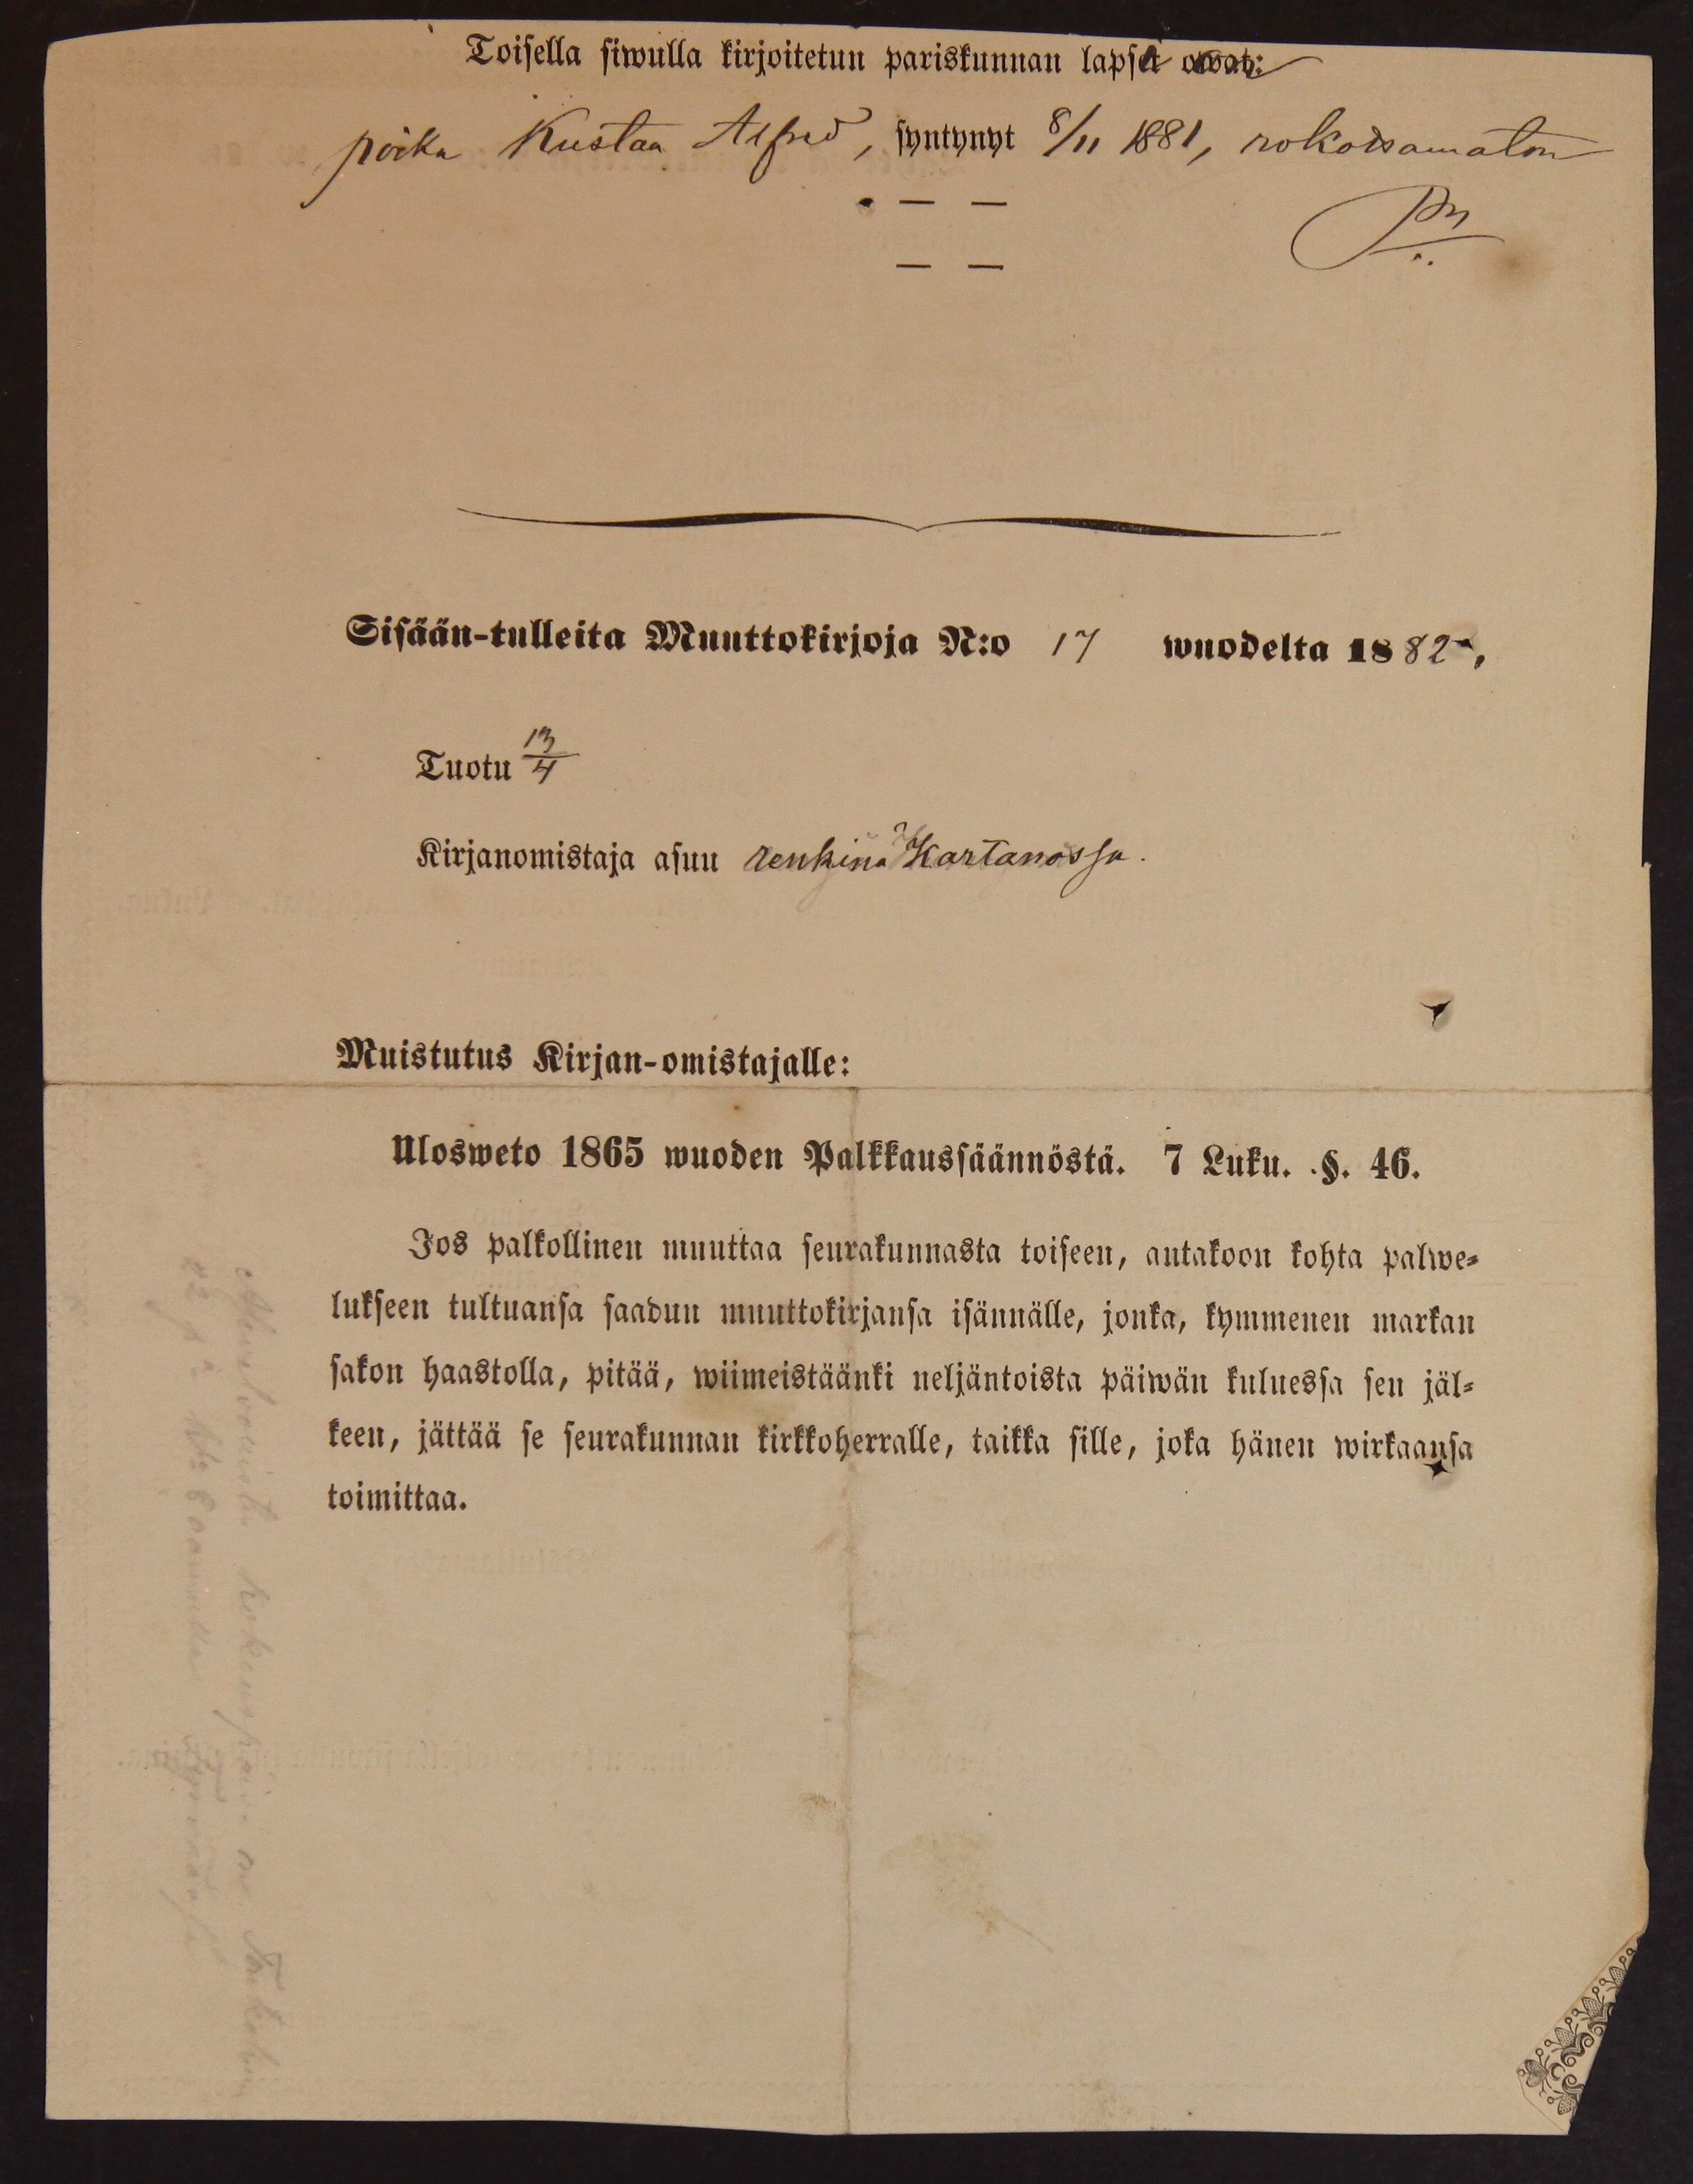 Toisella siwulla kirjoitetun pariskunnan lapset owat:
poika Kustaa Alfred, syntynyt 8/11 1881, rokoisamaton
— —
— —
Sisään-tulleita Muuttokirjoja N:o 17 wuodelta 1882,
Tuotu 13/4
Kirjanomistaja asuu renkinä Kartanossa.
Muistutus Kirjan-omistajalle:
Ulosweto 1865 wuoden Palkkaussäännöstä. 7 Luku. §. 46.
Jos palkollinen muuttaa seurakunnasta toiseen, antakoon kohta palwe-
lukseen tultuansa saadun muuttokirjansa isännälle, jonka, kymmenen markan
sakon haastolla, pitää, wiimeistäänki neljäntoista päiwän kuluessa sen jäl-
keen, jättää se seurakunnan kirkkoherralle, taikka sille, joka hänen wirkaansa
toimittaa.